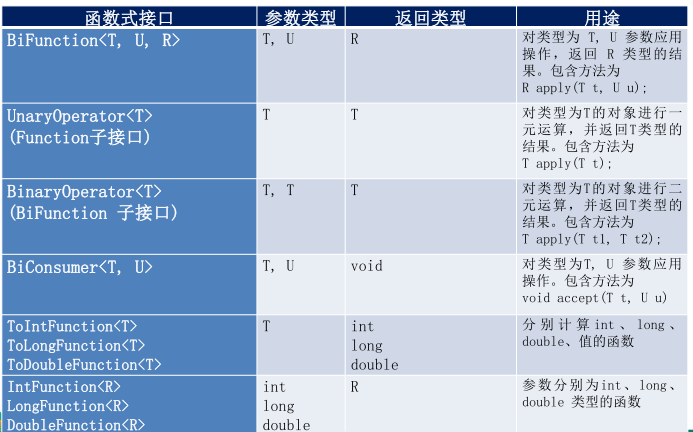 函数式接口 参数类型 返回类型 用途
BiFunction<T, U, R> T, U R 对类型为 T, U 参数应用
操作，返回 R 类型的结
果。包含方法为
R apply(T t, U u);
UnaryOperator<T> T T 对类型为T的对象进行一
(Function子接口) 元运算，并返回T类型的
结果。包含方法为
T apply(T t);
BinaryOperator<T> T, T T 对类型为T的对象进行二
(BiFunction 子接口) 元运算，并返回T类型的
结果。包含方法为
T apply(T t1, T t2);
BiConsumer<T, U> T, U void 对类型为T, U 参数应用
操作。包含方法为
void accept(T t, U u)
ToIntFunction<T> T int 分别计算int、long、
ToLongFunction<T> long double、值的函数
ToDoubleFunction<T> double
IntFunction<R> int R 参数分别为int、long、
LongFunction<R> long double 类型的函数
DoubleFunction<R> double